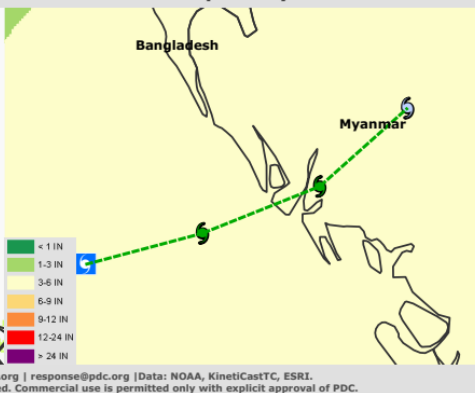 Bangladesh
Myanmar
< 1 IN
1-3 IN
3-6 IN
6-9 IN
9-12 IN
12-24 IN
> 24 IN
.org | response@pdc.org |Data: NOAA, KinetiCastTC, ESRI.
ed. Commercial use is permitted only with explicit approval of PDC.